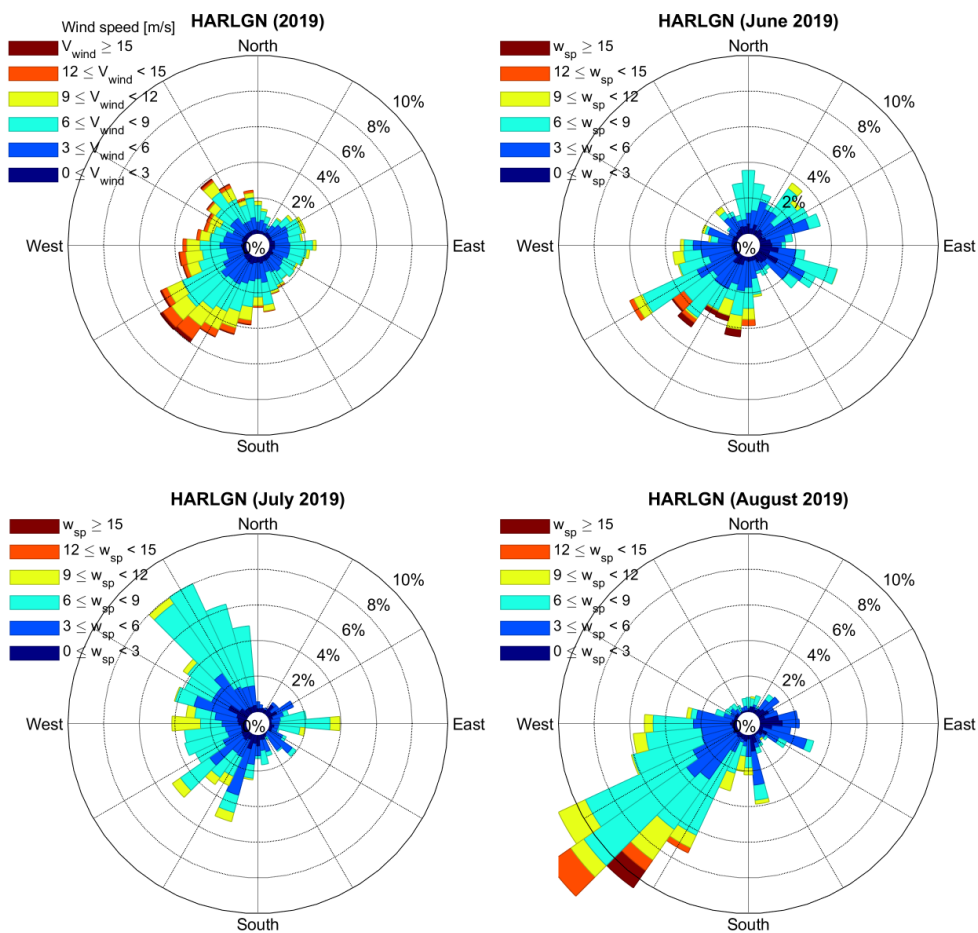 HARLGN (2019)
Wind speed [m/s]
North
V_wind ≥ 15
12 ≤ V_wind < 15
9 ≤ V_wind < 12
6 ≤ V_wind < 9
3 ≤ V_wind < 6
0 ≤ V_wind < 3
10%
8%
6%
4%
2%
0%
West
East
South
HARLGN (June 2019)
North
w_sp ≥ 15
12 ≤ w_sp < 15
9 ≤ w_sp < 12
6 ≤ w_sp < 9
3 ≤ w_sp < 6
0 ≤ w_sp < 3
10%
8%
6%
4%
2%
0%
West
East
South
HARLGN (July 2019)
North
w_sp ≥ 15
12 ≤ w_sp < 15
9 ≤ w_sp < 12
6 ≤ w_sp < 9
3 ≤ w_sp < 6
0 ≤ w_sp < 3
10%
8%
6%
4%
2%
0%
West
East
South
HARLGN (August 2019)
North
w_sp ≥ 15
12 ≤ w_sp < 15
9 ≤ w_sp < 12
6 ≤ w_sp < 9
3 ≤ w_sp < 6
0 ≤ w_sp < 3
10%
8%
6%
4%
2%
0%
West
East
South